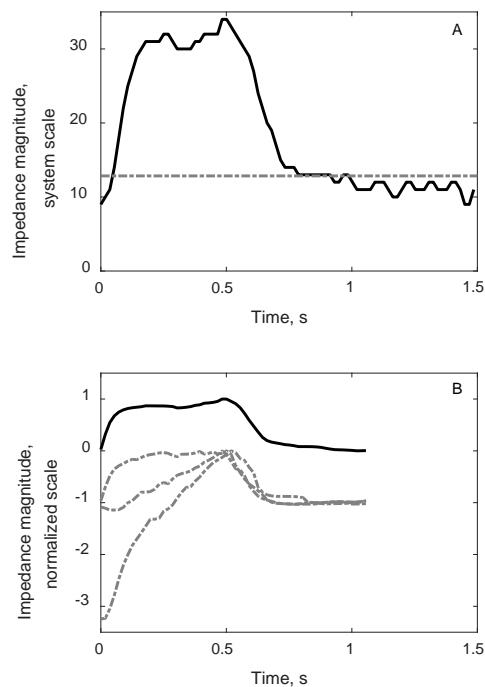 A
30
20
10
0
Impedance magnitude,
system scale
0
0.5
1
1.5
Time, s
B
1
0
-1
-2
-3
Impedance magnitude,
normalized scale
0
0.5
1
1.5
Time, s